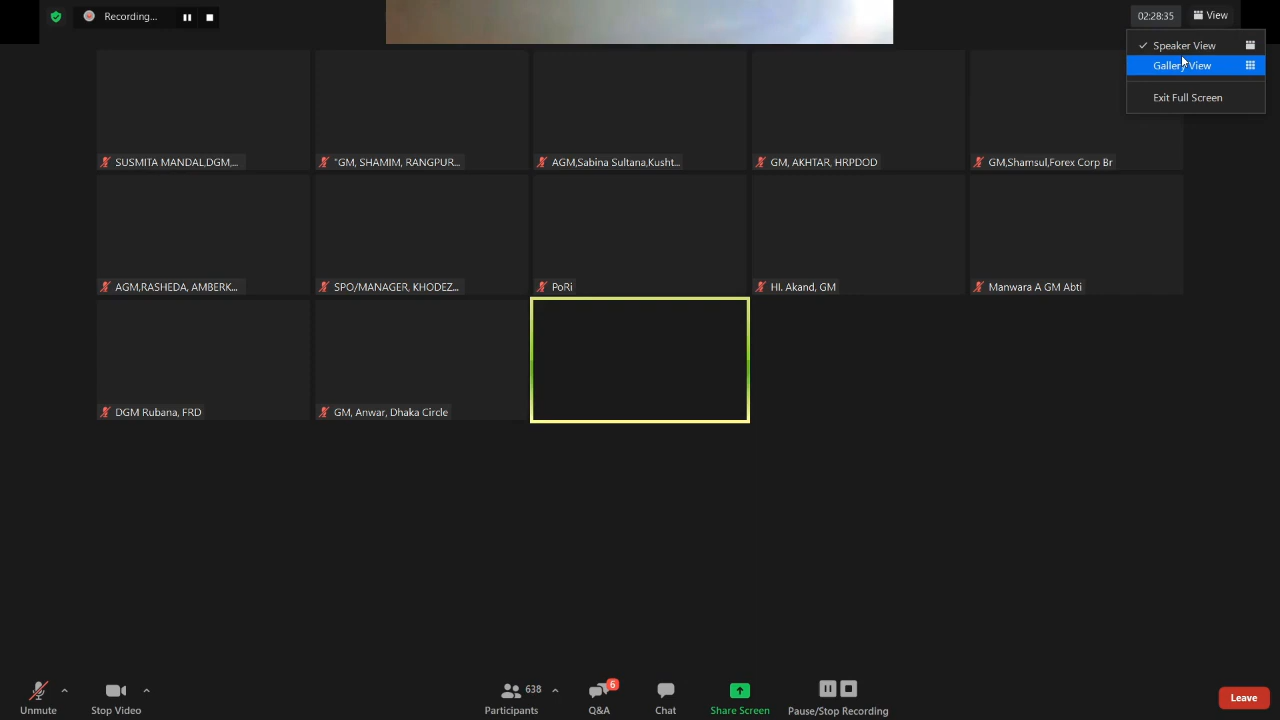 Recording...
02:28:35
View
Speaker View
Gallery View
Exit Full Screen
SUSMITA MANDAL,DGM,...
"GM, SHAMIM, RANGPUR...
AGM,Sabina Sultana,Kusht...
GM, AKHTAR, HRPDOD
GM,Shamsul,Forex Corp Br
AGM,RASHEDA, AMBERK...
SPO/MANAGER, KHODEZ...
PoRi
HI. Akand, GM
Manwara A GM Abti
DGM Rubana, FRD
GM, Anwar, Dhaka Circle
Unmute
Stop Video
638
Participants
6
Q&A
Chat
Share Screen
Pause/Stop Recording
Leave